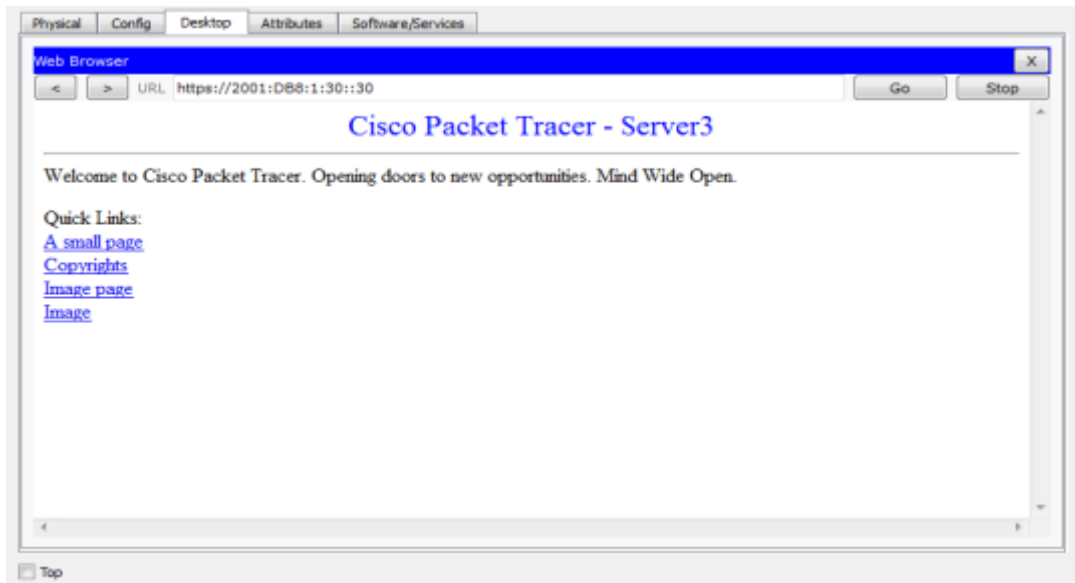 Physical Config Desktop Attributes Software/Services
Web Browser X
< > URL https://2001:DB8:1:30::30 Go Stop
Cisco Packet Tracer - Server3
Welcome to Cisco Packet Tracer. Opening doors to new opportunities. Mind Wide Open.
Quick Links:
A small page
Copyrights
Image page
Image
Top